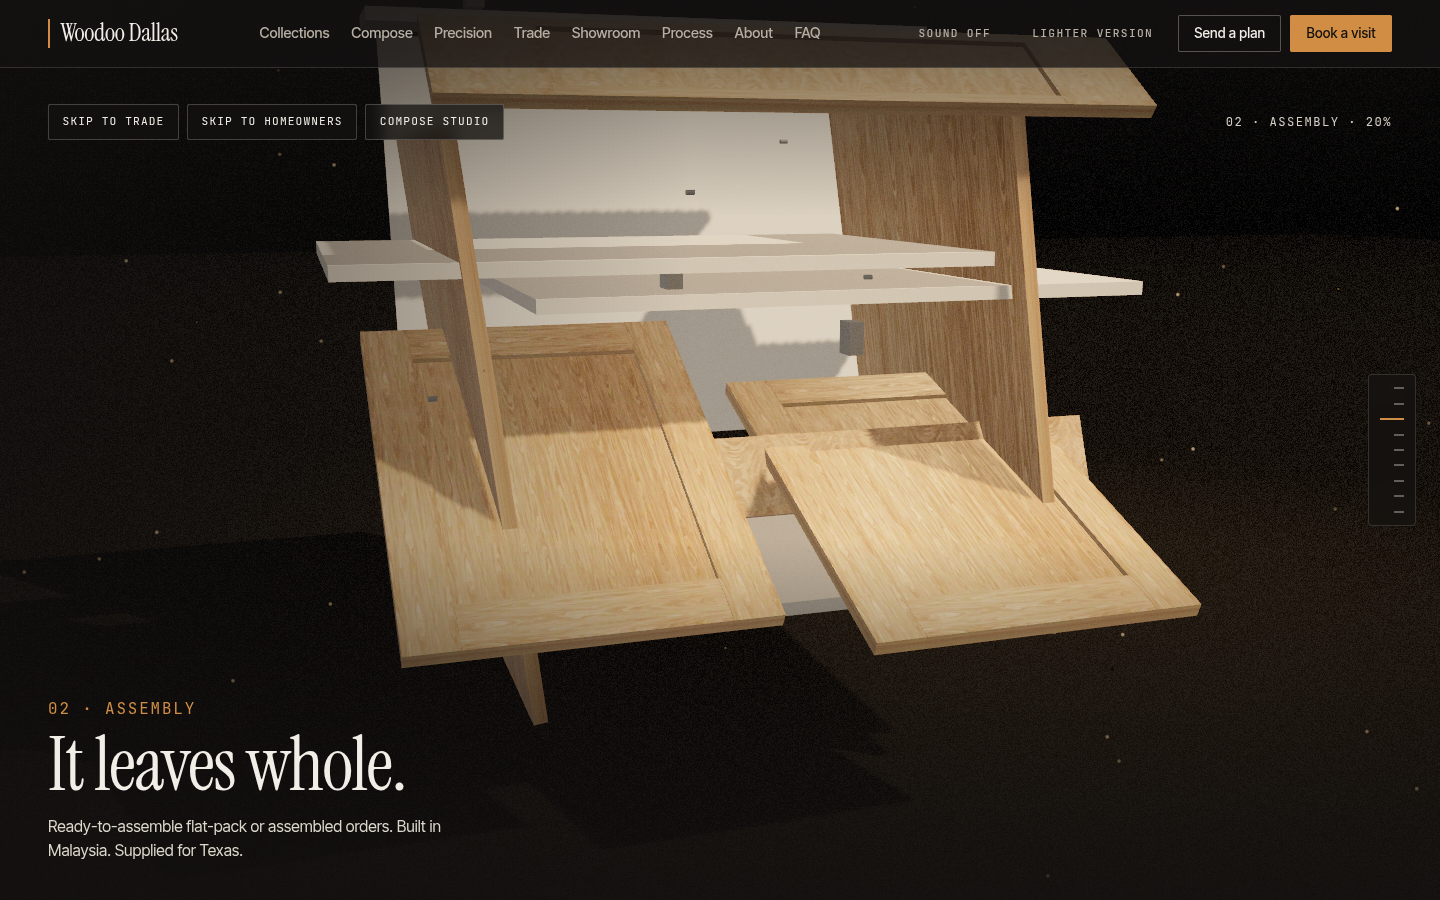 Woodoo Dallas
Collections Compose Precision Trade Showroom Process About FAQ
SOUND OFF LIGHTER VERSION
Send a plan Book a visit
SKIP TO TRADE SKIP TO HOMEOWNERS COMPOSE STUDIO
02 · ASSEMBLY · 20%
02 · ASSEMBLY
It leaves whole.
Ready-to-assemble flat-pack or assembled orders. Built in
Malaysia. Supplied for Texas.